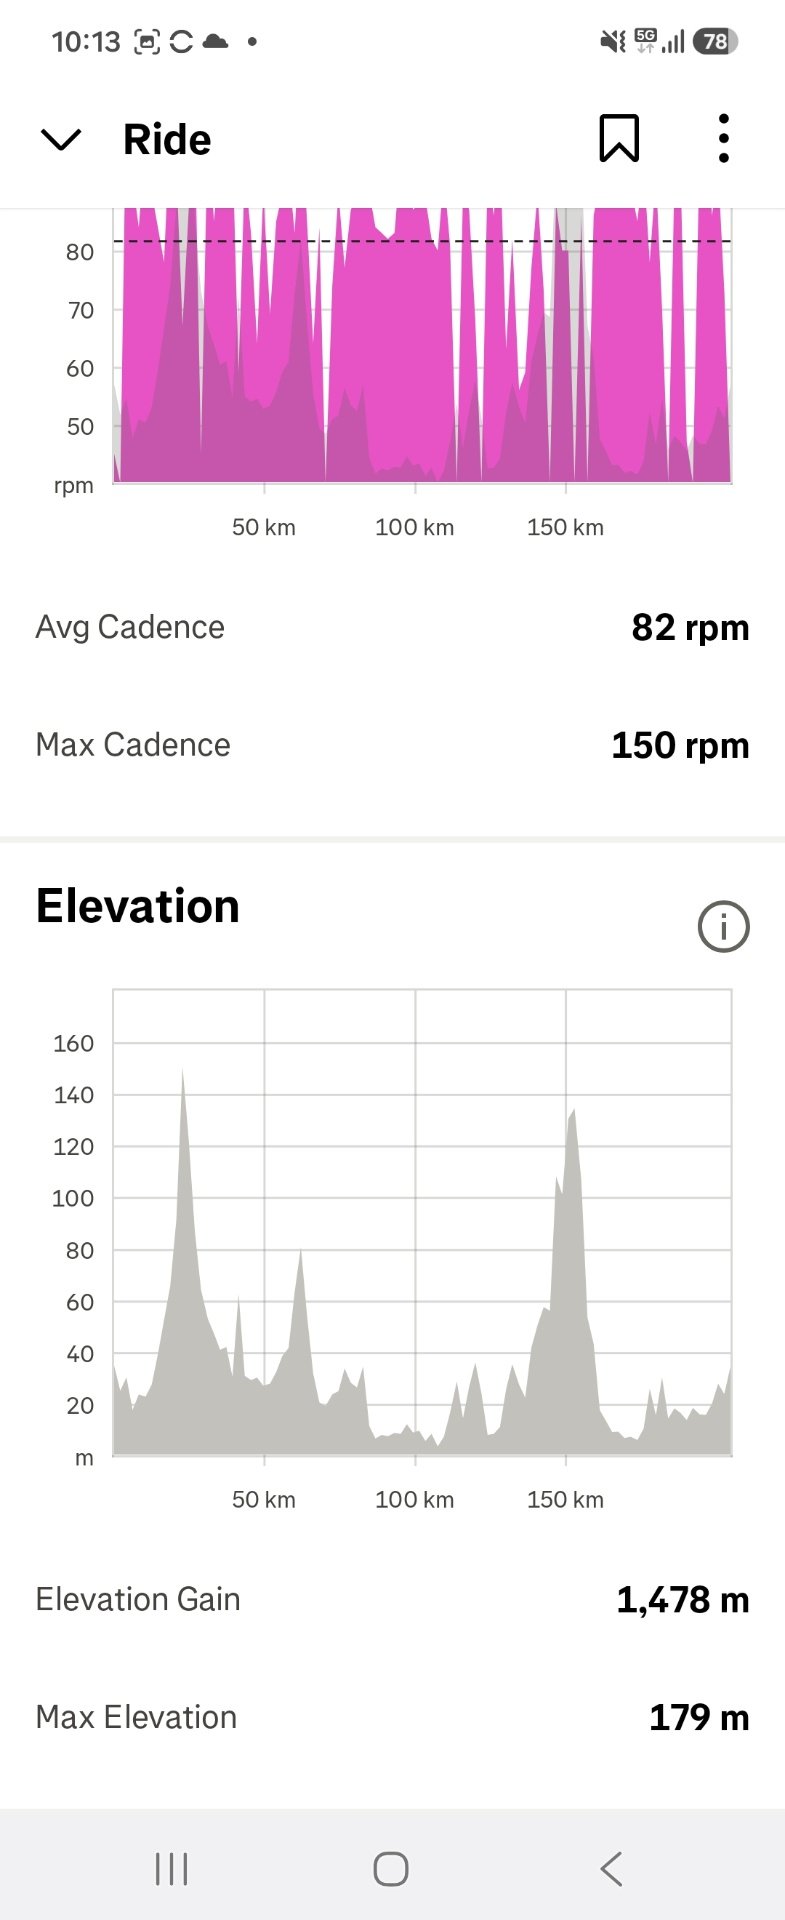 10:13
5G
78
Ride
80
70
60
50
rpm
50 km 100 km 150 km
Avg Cadence 82 rpm
Max Cadence 150 rpm
Elevation
i
160
140
120
100
80
60
40
20
m
50 km 100 km 150 km
Elevation Gain 1,478 m
Max Elevation 179 m